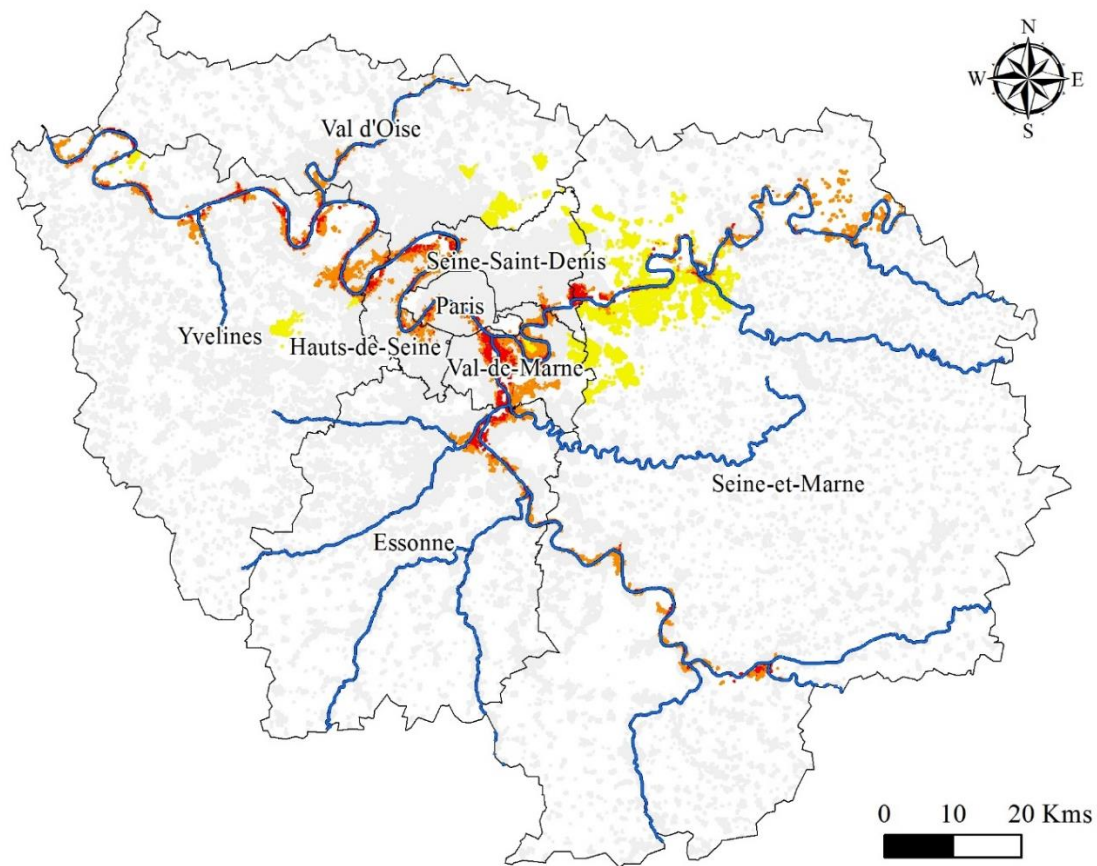 N
W E
S
Val d'Oise
Seine-Saint-Denis
Paris
Yvelines
Hauts-de-Seine
Val-de-Marne
Seine-et-Marne
Essonne
0 10 20 Kms